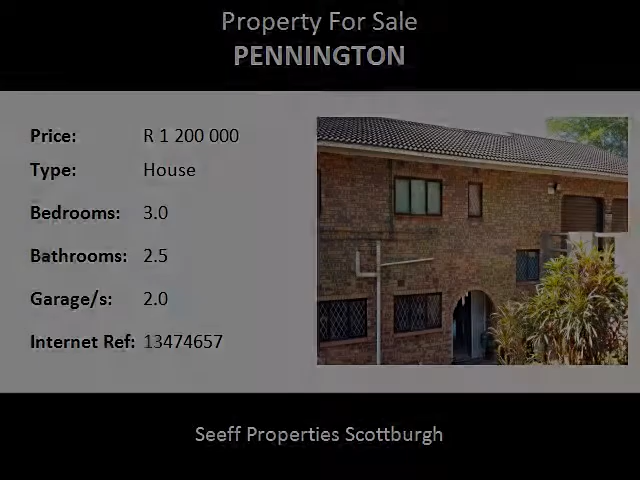 Property For Sale
PENNINGTON
Price: R 1 200 000
Type: House
Bedrooms: 3.0
Bathrooms: 2.5
Garage/s: 2.0
Internet Ref: 13474657
Seeff Properties Scottburgh